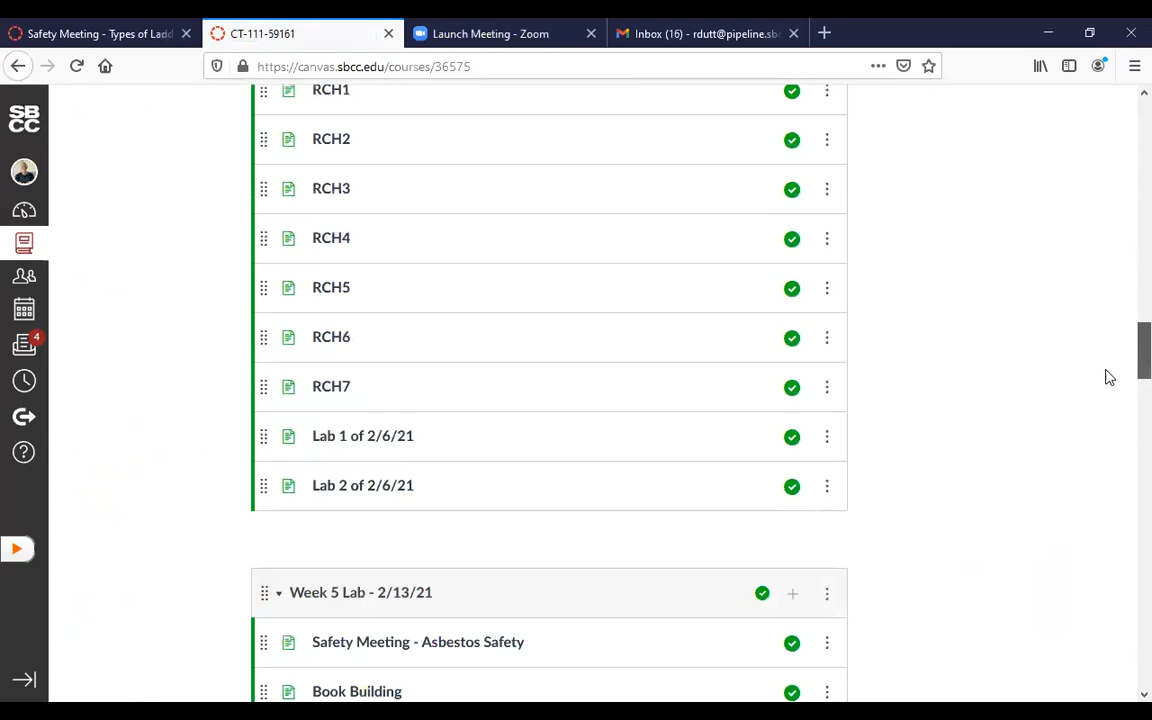 Safety Meeting - Types of Ladd
CT-111-59161
Launch Meeting - Zoom
Inbox (16) - rdutt@pipeline.sb
https://canvas.sbcc.edu/courses/36575
SB
CC
4
RCH1
RCH2
RCH3
RCH4
RCH5
RCH6
RCH7
Lab 1 of 2/6/21
Lab 2 of 2/6/21
Week 5 Lab - 2/13/21
Safety Meeting - Asbestos Safety
Book Building